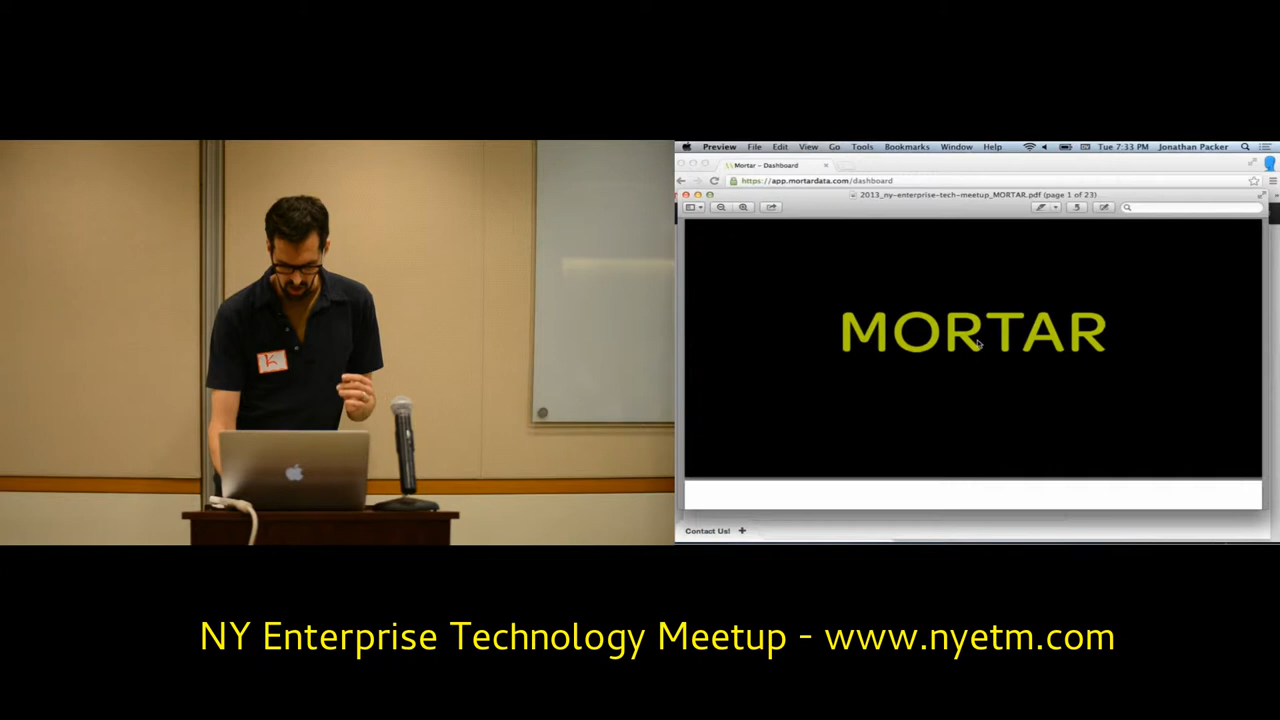 K
Preview File Edit View Go Tools Bookmarks Window Help Tue 7:33 PM Jonathan Packer
Mortar - Dashboard
https://app.mortardata.com/dashboard
2013_ny-enterprise-tech-meetup_MORTAR.pdf (page 1 of 23)
MORTAR
Contact Us! +
NY Enterprise Technology Meetup - www.nyetm.com